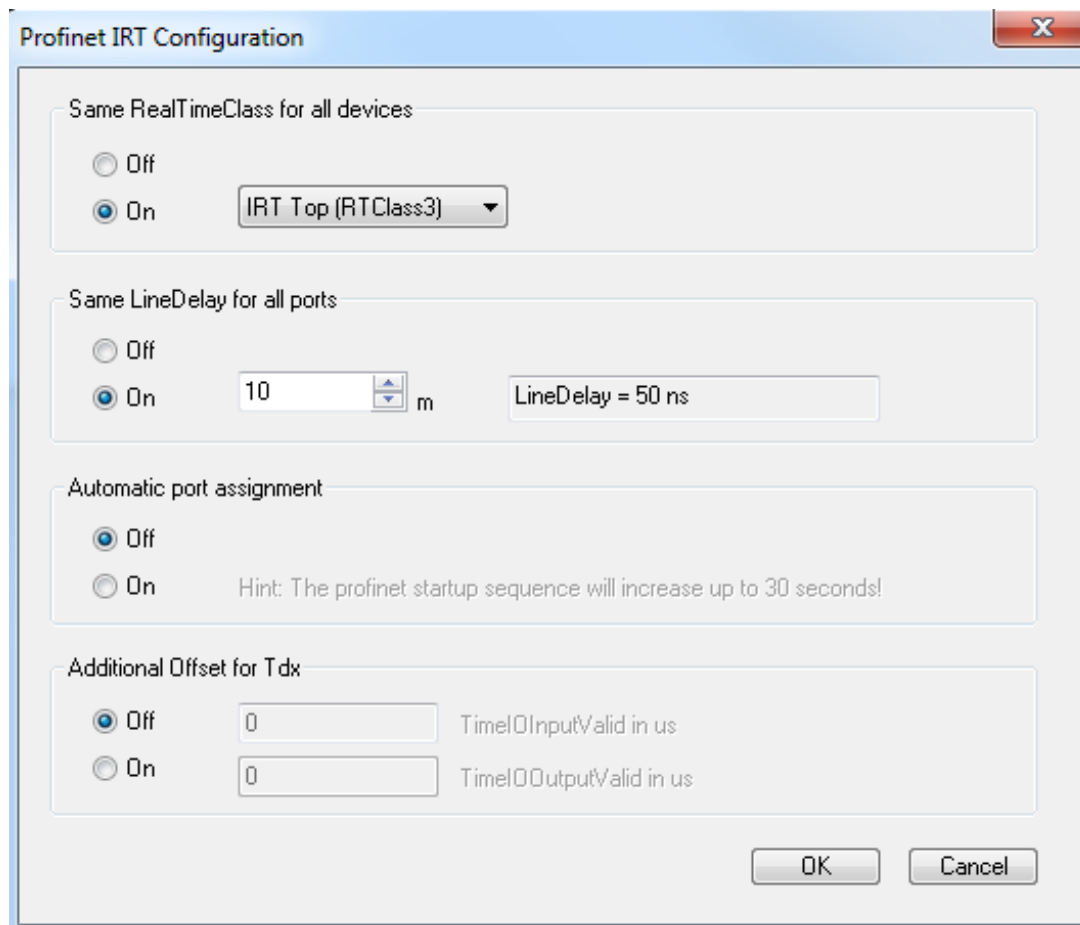 Profinet IRT Configuration
X
Same RealTimeClass for all devices
Off
On IRT Top (RTClass3)
Same LineDelay for all ports
Off
On 10 m LineDelay = 50 ns
Automatic port assignment
Off
On Hint: The profinet startup sequence will increase up to 30 seconds!
Additional Offset for Tdx
Off 0 TimeIOInputValid in us
On 0 TimeIOOutputValid in us
OK Cancel